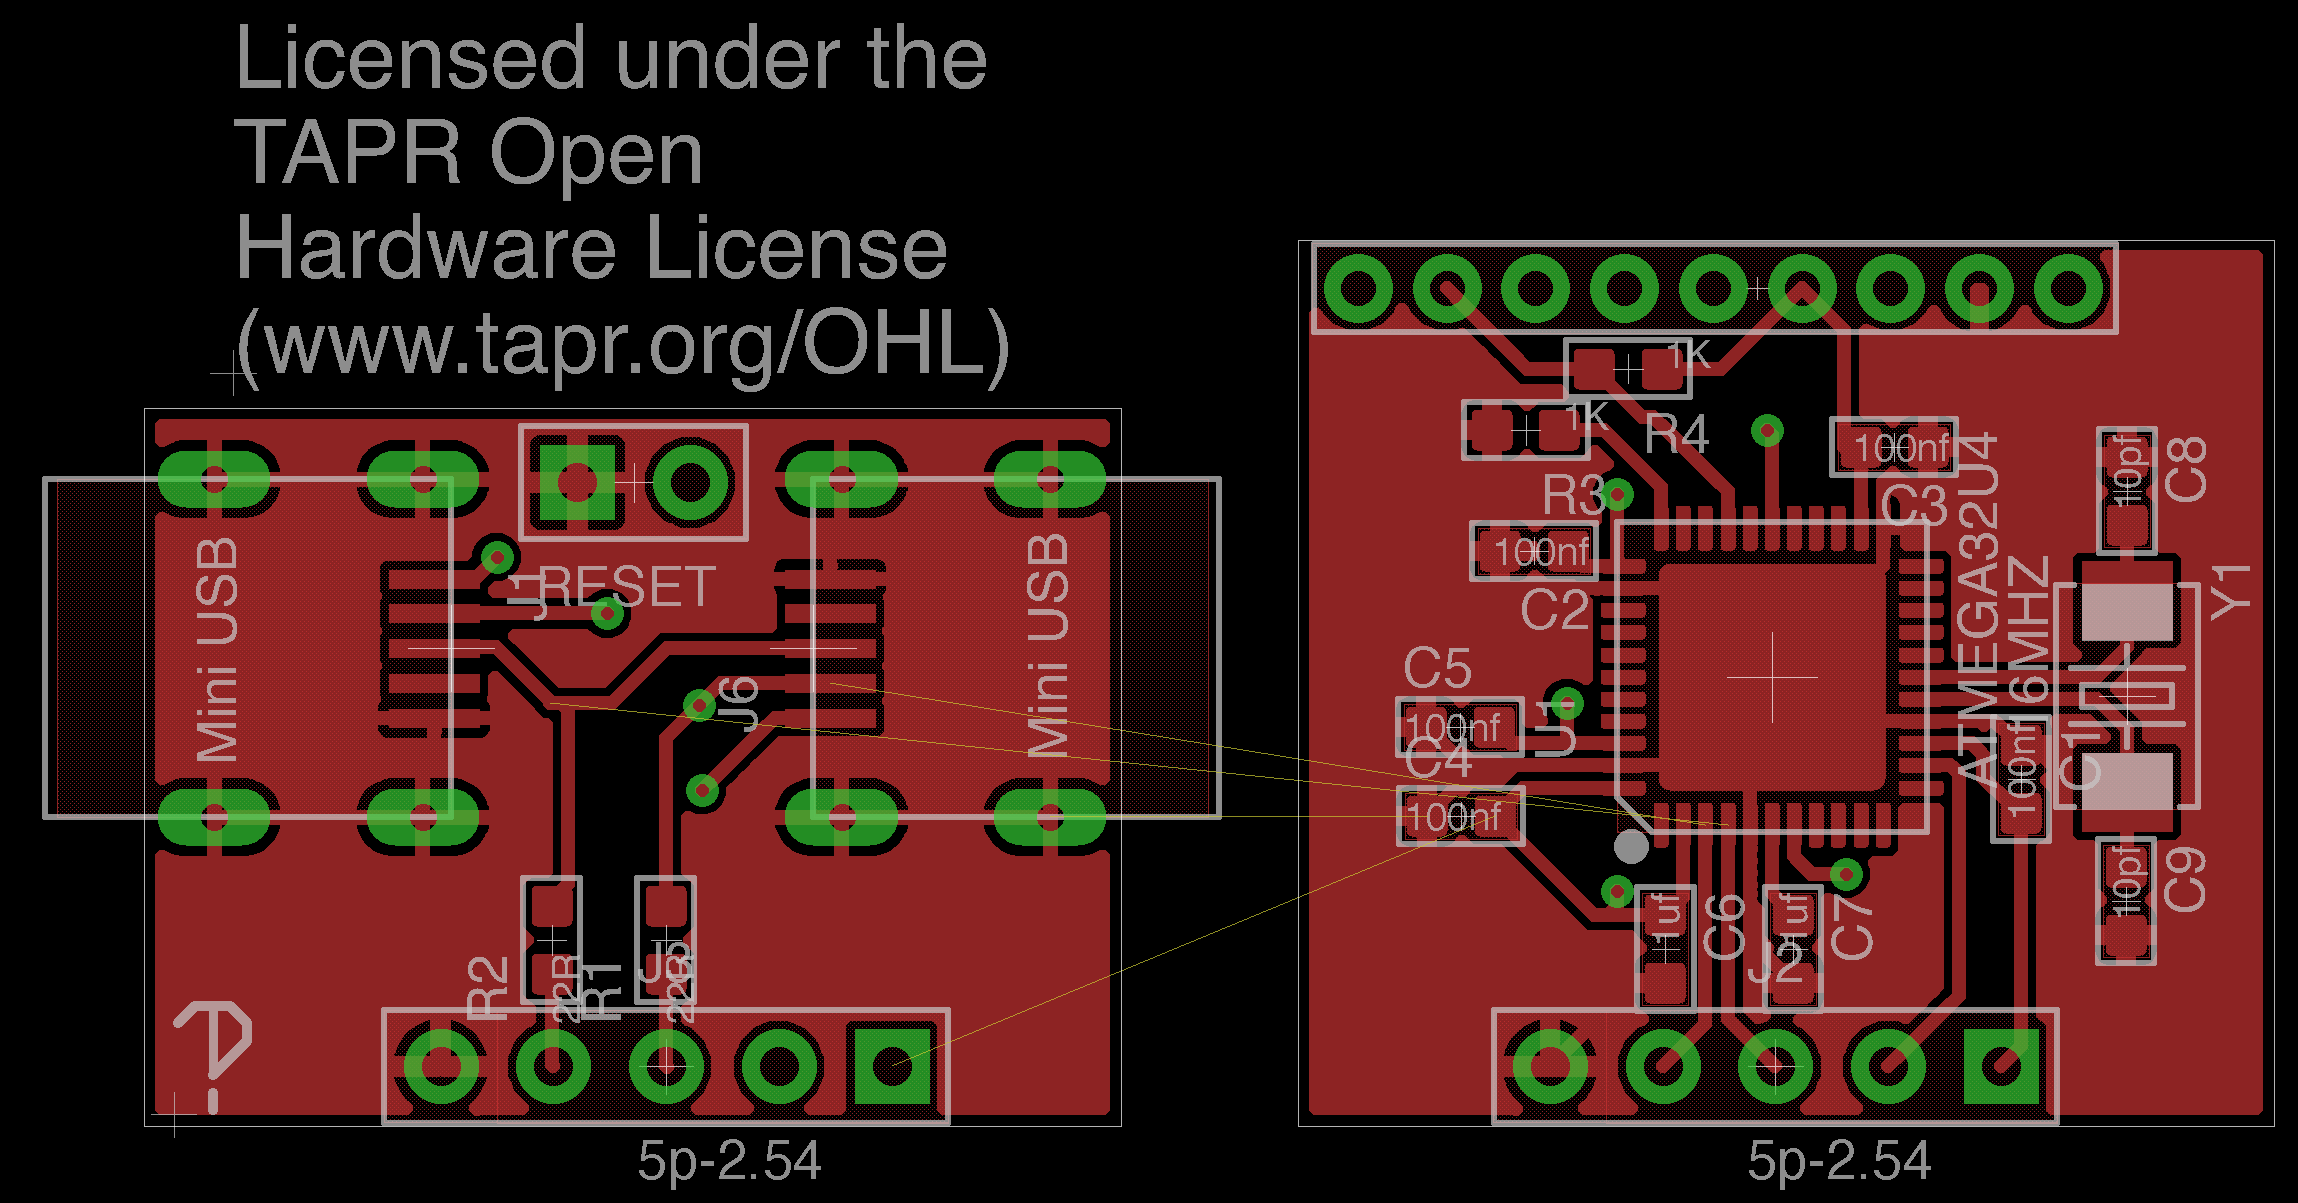 Licensed under the
TAPR Open
Hardware License
(www.tapr.org/OHL)
Mini USB
J1
RESET
J6
Mini USB
R2
22R
R1
22R
5p-2.54
1K
R4
1K
R3
100nf
C3
ATMEGA32U4
10pf
C8
100nf
C2
16MHZ
Y1
C5
100nf
U1
C4
100nf
100nf
C1
1uf
C6
1uf
C7
J2
10pf
C9
5p-2.54